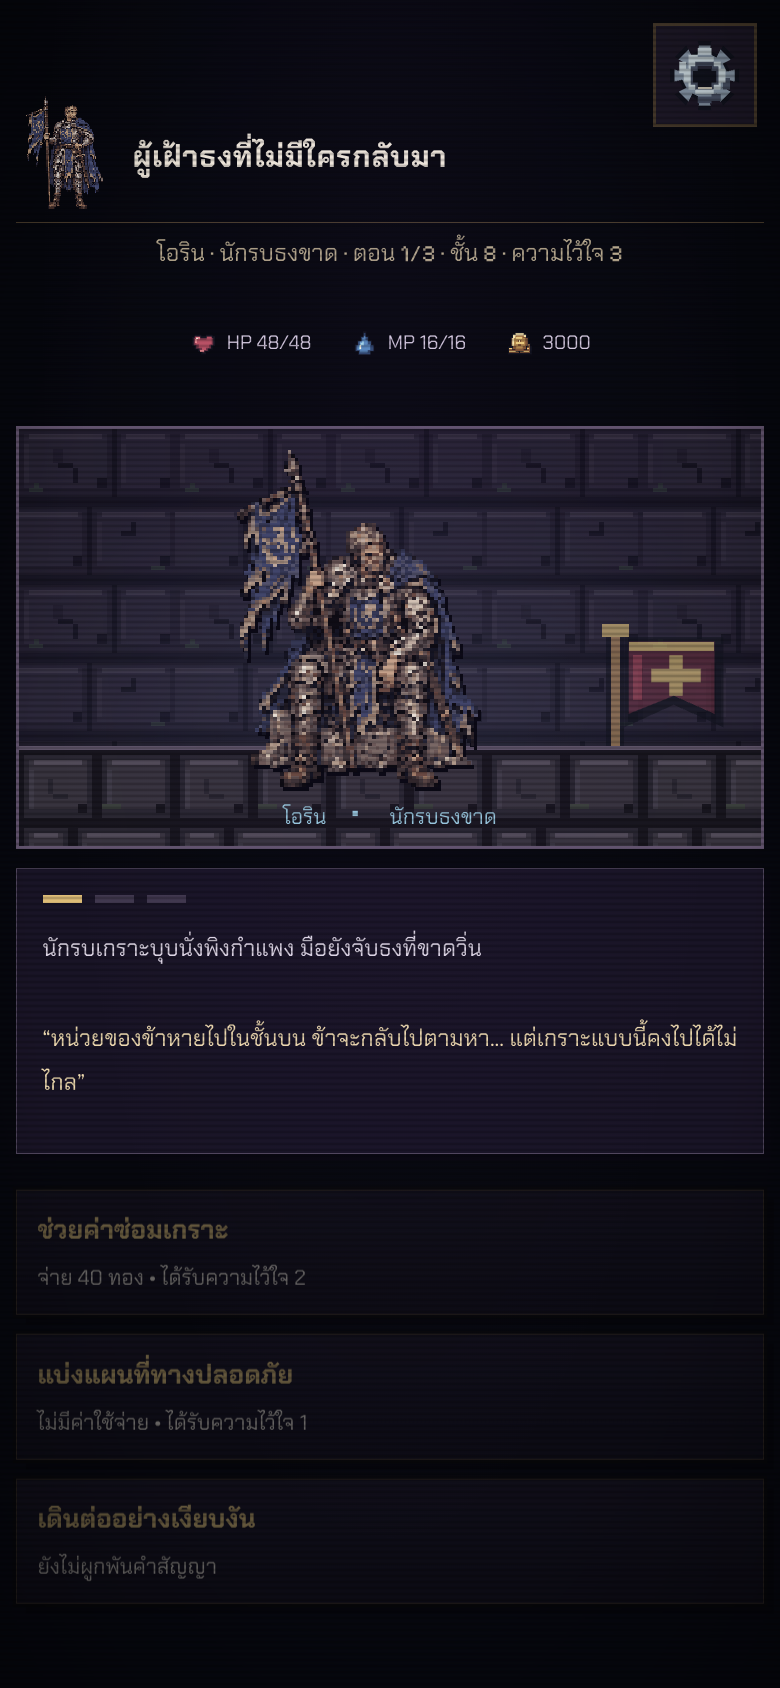 ผู้เฝ้าธงที่ไม่มีใครกลับมา
โอริน · นักรบธงขาด · ตอน 1/3 · ชั้น 8 · ความไว้ใจ 3
HP 48/48 MP 16/16 3000
โอริน · นักรบธงขาด
นักรบเกราะบุบนั่งพิงกำแพง มือยังจับธงที่ขาดวิ่น
“หน่วยของข้าหายไปในชั้นบน ข้าจะกลับไปตามหา... แต่เกราะแบบนี้คงไปได้ไม่
ไกล”
ช่วยค่าซ่อมเกราะ
จ่าย 40 ทอง • ได้รับความไว้ใจ 2
แบ่งแผนที่ทางปลอดภัย
ไม่มีค่าใช้จ่าย • ได้รับความไว้ใจ 1
เดินต่ออย่างเงียบงัน
ยังไม่ผูกพันคำสัญญา